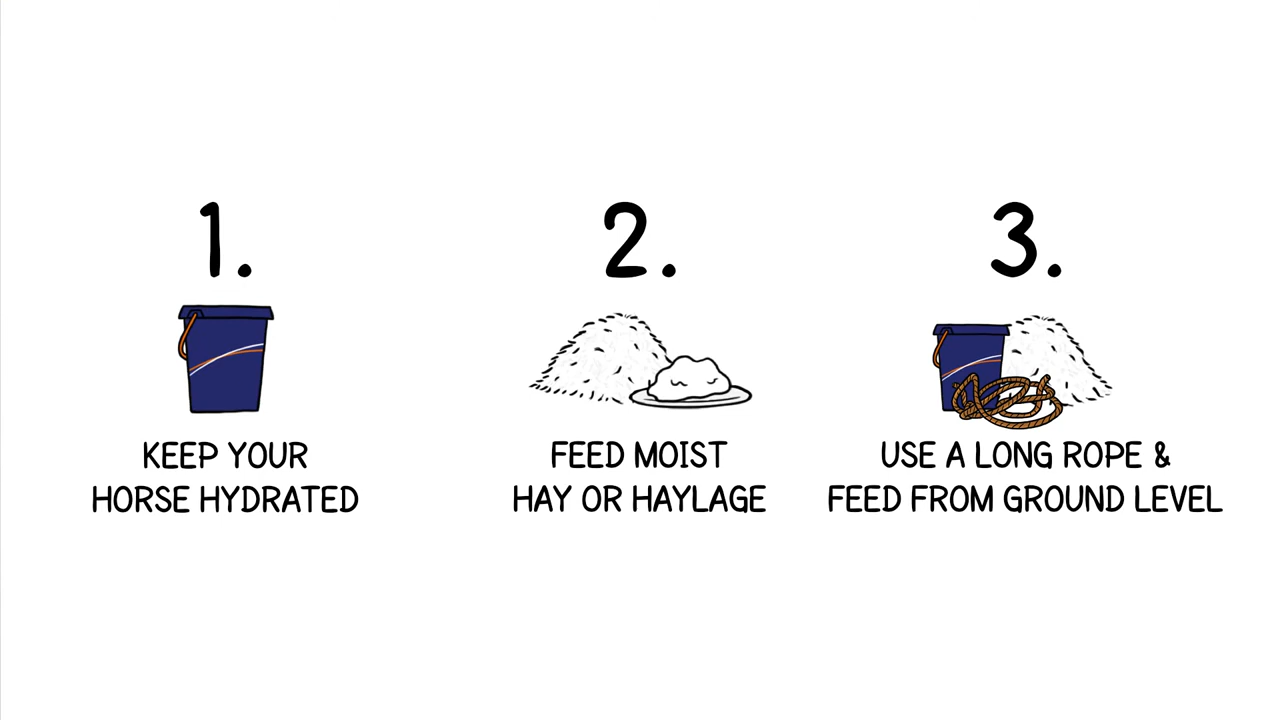 1.
KEEP YOUR
HORSE HYDRATED
2.
FEED MOIST
HAY OR HAYLAGE
3.
USE A LONG ROPE &
FEED FROM GROUND LEVEL